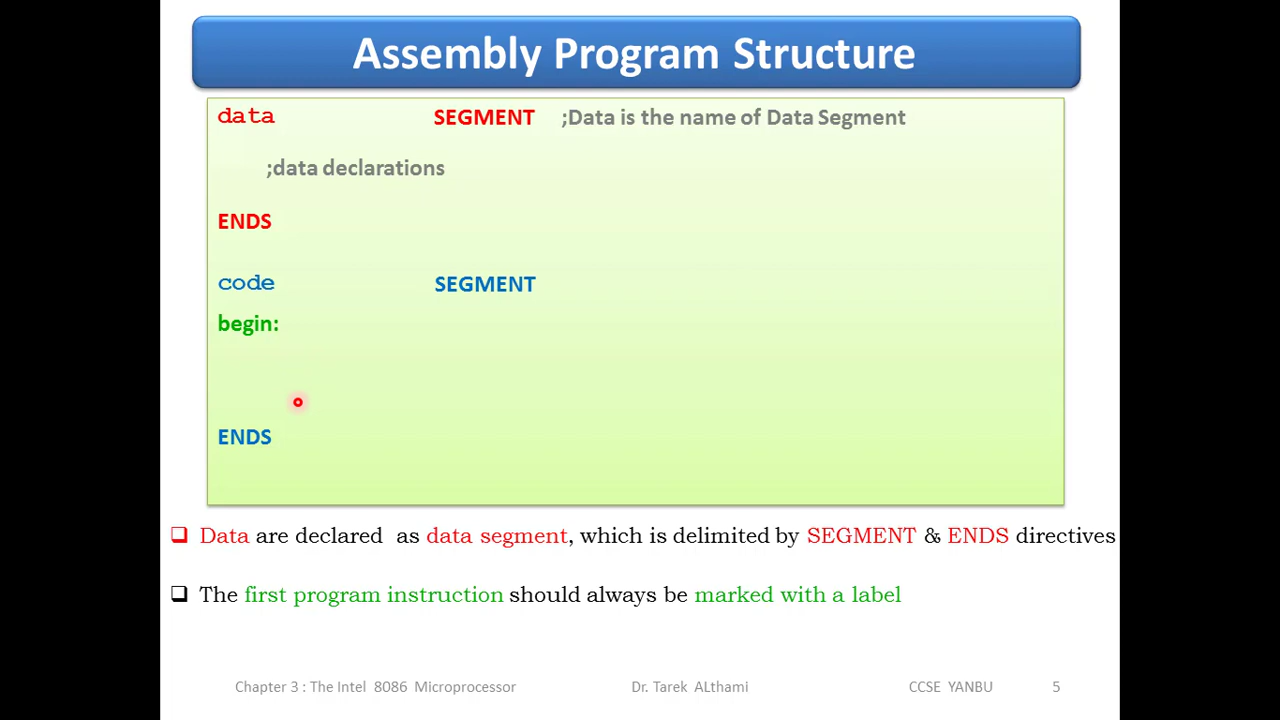 Assembly Program Structure
data SEGMENT ;Data is the name of Data Segment
;data declarations
ENDS
code SEGMENT
begin:
ENDS
Data are declared as data segment, which is delimited by SEGMENT & ENDS directives
The first program instruction should always be marked with a label
Chapter 3 : The Intel 8086 Microprocessor Dr. Tarek ALthami CCSE YANBU 5